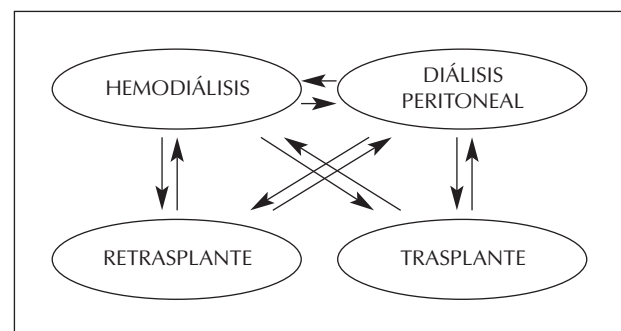 HEMODIÁLISIS
DIÁLISIS
PERITONEAL
RETRASPLANTE
TRASPLANTE